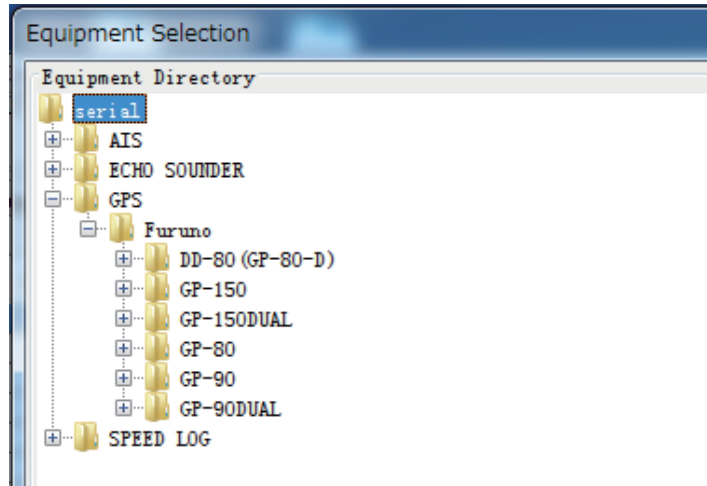 Equipment Selection
Equipment Directory
serial
AIS
ECHO SOUNDER
GPS
Furuno
DD-80(GP-80-D)
GP-150
GP-150DUAL
GP-80
GP-90
GP-90DUAL
SPEED LOG